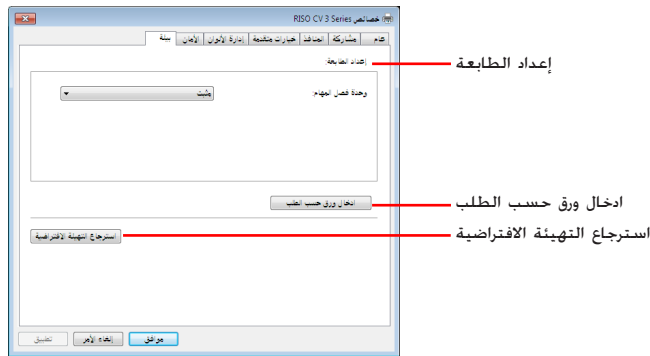 خصائص RISO CV 3 Series
عام
مشاركة
المنافذ
خيارات متقدمة
إدارة الألوان
الأمان
بيئة
إعداد الطابعة:
إعداد الطابعة
وحدة فصل المهام:
مثبت
ادخال ورق حسب الطلب
ادخال ورق حسب الطلب
استرجاع التهيئة الافتراضية
استرجاع التهيئة الافتراضية
موافق
إلغاء الأمر
تطبيق